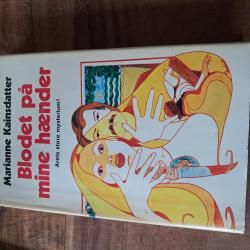 Marianne Kainsdatter
Blodet på
mine hænder
Årets store mysterium!